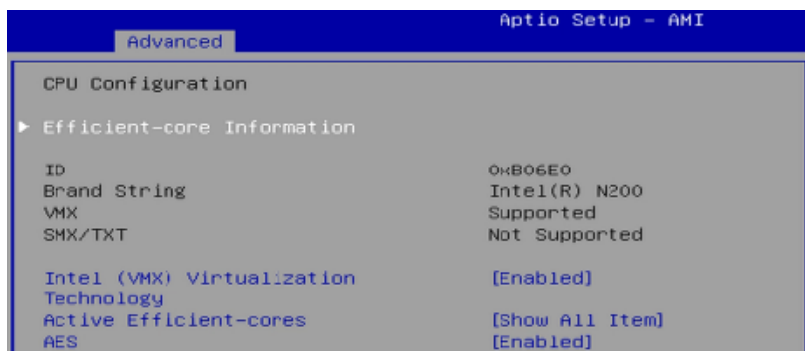 Aptio Setup – AMI
Advanced
CPU Configuration
Efficient-core Information
ID 0xB06E0
Brand String Intel(R) N200
VMX Supported
SMX/TXT Not Supported
Intel (VMX) Virtualization [Enabled]
Technology
Active Efficient-cores [Show All Item]
AES [Enabled]